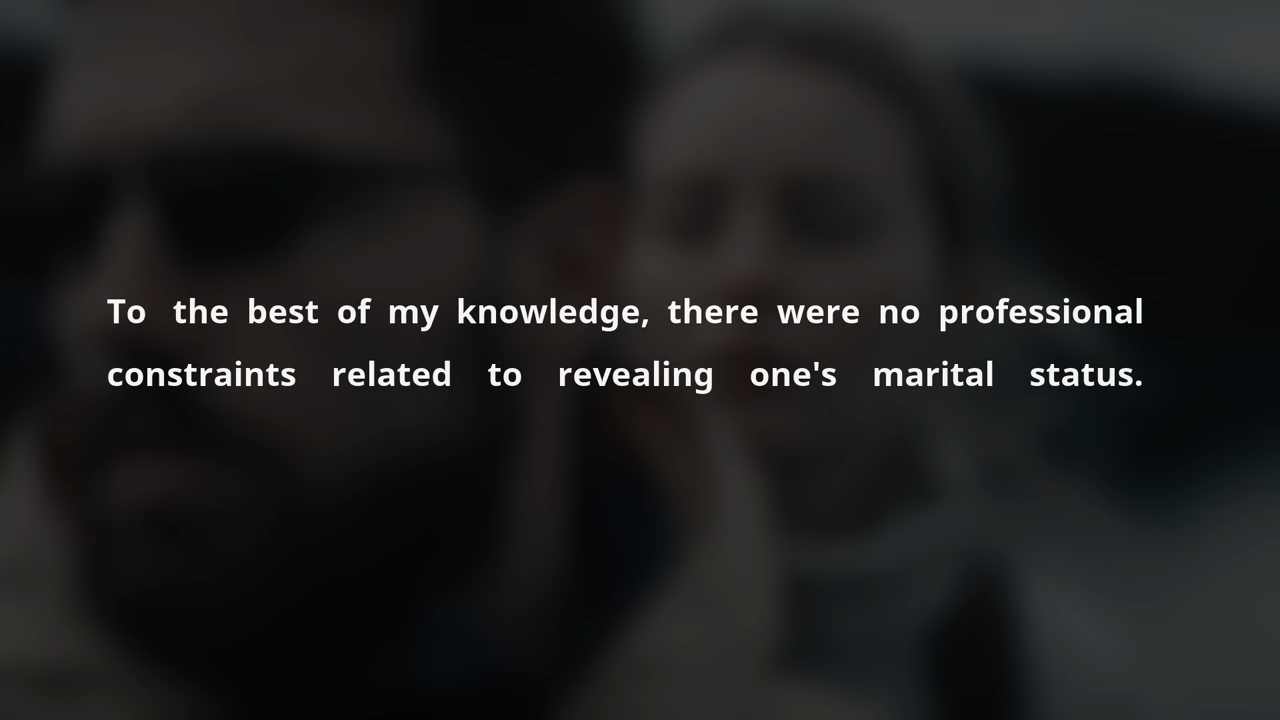 To the best of my knowledge, there were no professional
constraints related to revealing one's marital status.